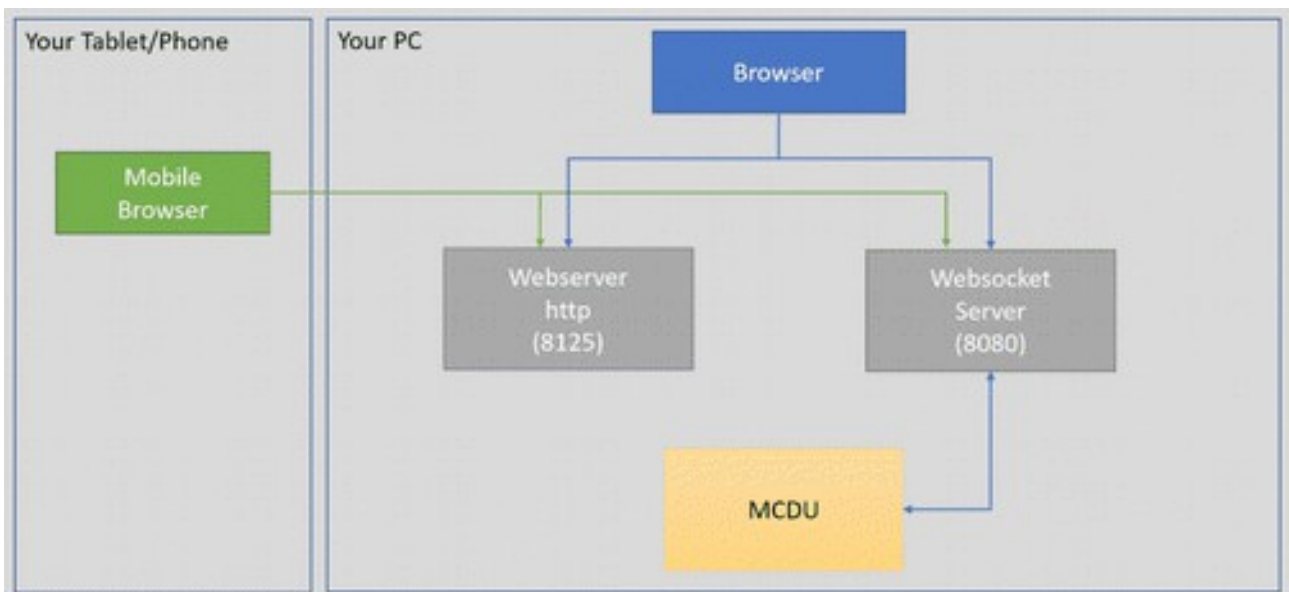 Your Tablet/Phone
Your PC
Browser
Mobile
Browser
Webserver
http
(8125)
Websocket
Server
(8080)
MCDU